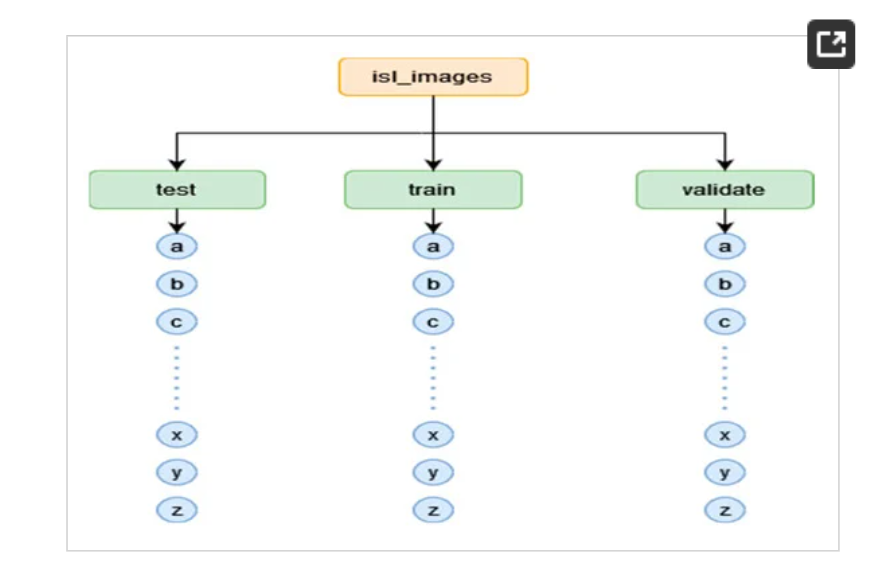 isl_images
test train validate
a a a
b b b
c c c
x x x
y y y
z z z